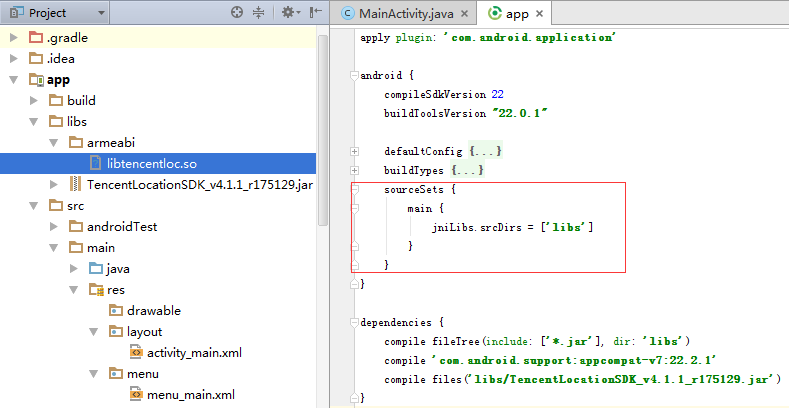 Project
.gradle
.idea
app
build
libs
armeabi
libtencentloc.so
TencentLocationSDK_v4.1.1_r175129.jar
src
androidTest
main
java
res
drawable
layout
activity_main.xml
menu
menu_main.xml
MainActivity.java
app
apply plugin: 'com.android.application'
android {
compileSdkVersion 22
buildToolsVersion "22.0.1"
defaultConfig {...}
buildTypes {...}
sourceSets {
main {
jniLibs.srcDirs = ['libs']
}
}
}
dependencies {
compile fileTree(include: ['*.jar'], dir: 'libs')
compile 'com.android.support:appcompat-v7:22.2.1'
compile files('libs/TencentLocationSDK_v4.1.1_r175129.jar')
}